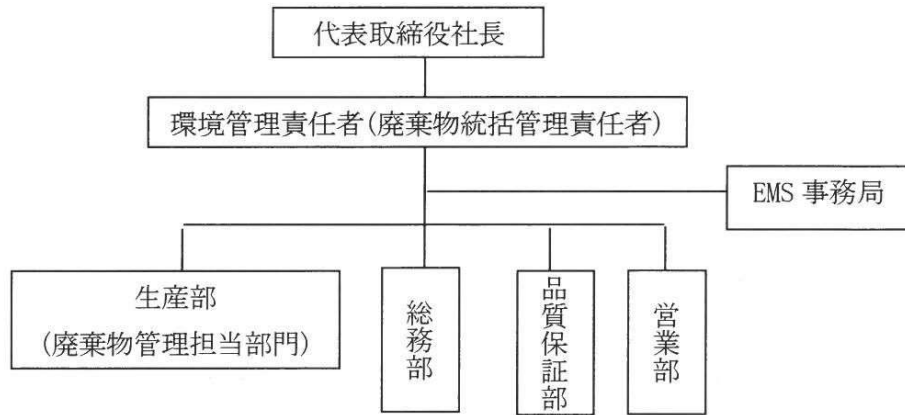 代表取締役社長
環境管理責任者(廃棄物統括管理責任者)
EMS 事務局
生産部
(廃棄物管理担当部門)
総務部
品質保証部
営業部